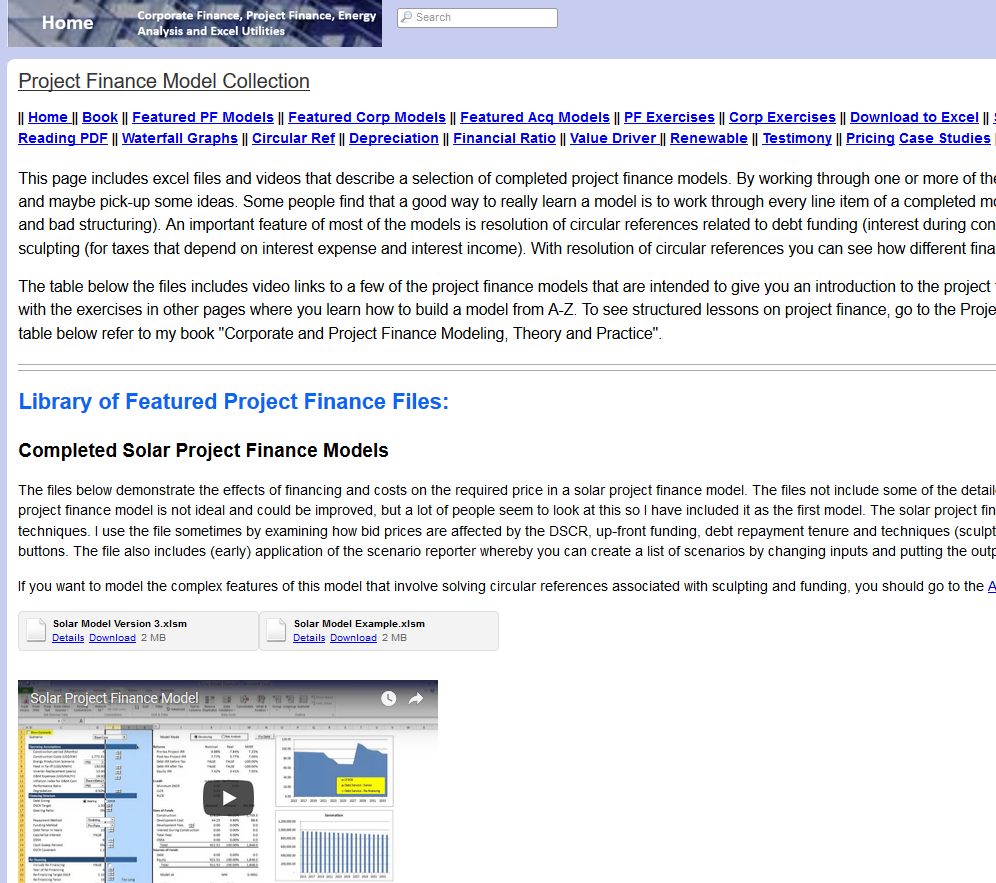 Home
Corporate Finance, Project Finance, Energy
Analysis and Excel Utilities
Search
Project Finance Model Collection
|| Home || Book || Featured PF Models || Featured Corp Models || Featured Acq Models || PF Exercises || Corp Exercises || Download to Excel ||
Reading PDF || Waterfall Graphs || Circular Ref || Depreciation || Financial Ratio || Value Driver || Renewable || Testimony || Pricing Case Studies
This page includes excel files and videos that describe a selection of completed project finance models. By working through one or more of the
and maybe pick-up some ideas. Some people find that a good way to really learn a model is to work through every line item of a completed mo
and bad structuring). An important feature of most of the models is resolution of circular references related to debt funding (interest during con
sculpting (for taxes that depend on interest expense and interest income). With resolution of circular references you can see how different fina
The table below the files includes video links to a few of the project finance models that are intended to give you an introduction to the project
with the exercises in other pages where you learn how to build a model from A-Z. To see structured lessons on project finance, go to the Proje
table below refer to my book "Corporate and Project Finance Modeling, Theory and Practice".
Library of Featured Project Finance Files:
Completed Solar Project Finance Models
The files below demonstrate the effects of financing and costs on the required price in a solar project finance model. The files not include some of the detail
project finance model is not ideal and could be improved, but a lot of people seem to look at this so I have included it as the first model. The solar project fin
techniques. I use the file sometimes by examining how bid prices are affected by the DSCR, up-front funding, debt repayment tenure and techniques (sculpt
buttons. The file also includes (early) application of the scenario reporter whereby you can create a list of scenarios by changing inputs and putting the outp
If you want to model the complex features of this model that involve solving circular references associated with sculpting and funding, you should go to the A
Solar Model Version 3.xlsm
Details Download 2 MB
Solar Model Example.xlsm
Details Download 2 MB
Solar Project Finance Model